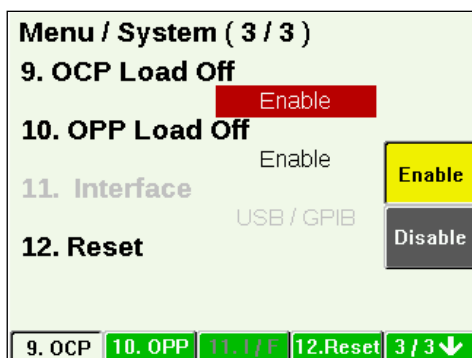 Menu / System ( 3 / 3 )
9. OCP Load Off
Enable
10. OPP Load Off
Enable
Enable
11. Interface
USB / GPIB
Disable
12. Reset
9. OCP 10. OPP 11. I / F 12.Reset 3 / 3